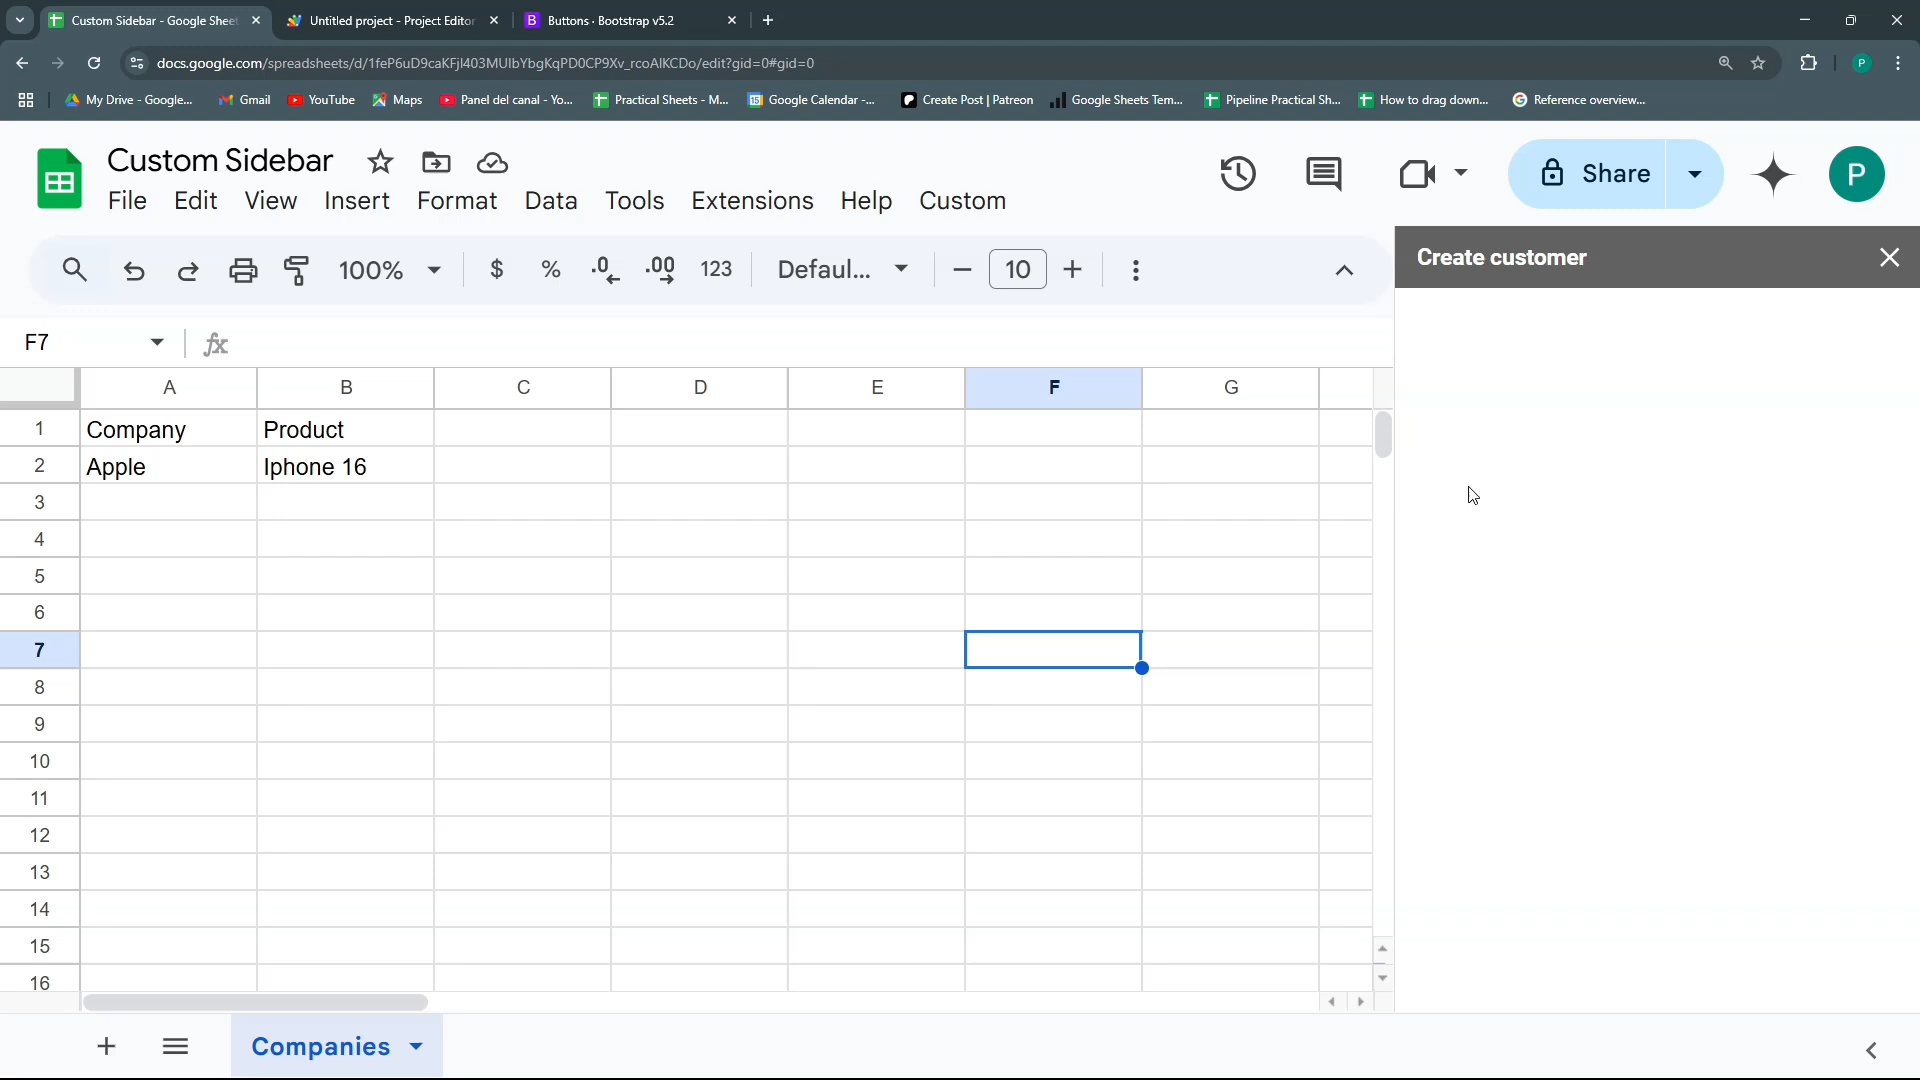 Custom Sidebar - Google Sheet
Untitled project - Project Editor
B Buttons · Bootstrap v5.2
docs.google.com/spreadsheets/d/1feP6uD9caKFjl403MUIbYbgKqPD0CP9Xv_rcoAIKCDo/edit?gid=0#gid=0
P
My Drive - Google...
Gmail
YouTube
Maps
Panel del canal - Yo...
Practical Sheets - M...
15 Google Calendar -...
Create Post | Patreon
Google Sheets Tem...
Pipeline Practical Sh...
How to drag down...
Reference overview...
Custom Sidebar
File Edit View Insert Format Data Tools Extensions Help Custom
Share
P
100% $ % .0 .00 123 Defaul... 10
Create customer
F7 fx
A B C D E F G
1 Company Product
2 Apple Iphone 16
3
4
5
6
7
8
9
10
11
12
13
14
15
16
Companies